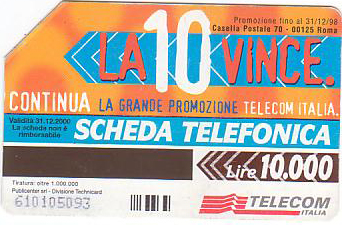 Promozione fino al 31/12/98
Casella Postale 70 - 00125 Roma
LA 10 VINCE.
CONTINUA LA GRANDE PROMOZIONE TELECOM ITALIA.
Validità 31.12.2000
La scheda non è
rimborsabile
SCHEDA TELEFONICA
Lire 10.000
Tiratura: oltre 1.000.000
Publicenter srl - Divisione Technicard
610105093
TELECOM
ITALIA